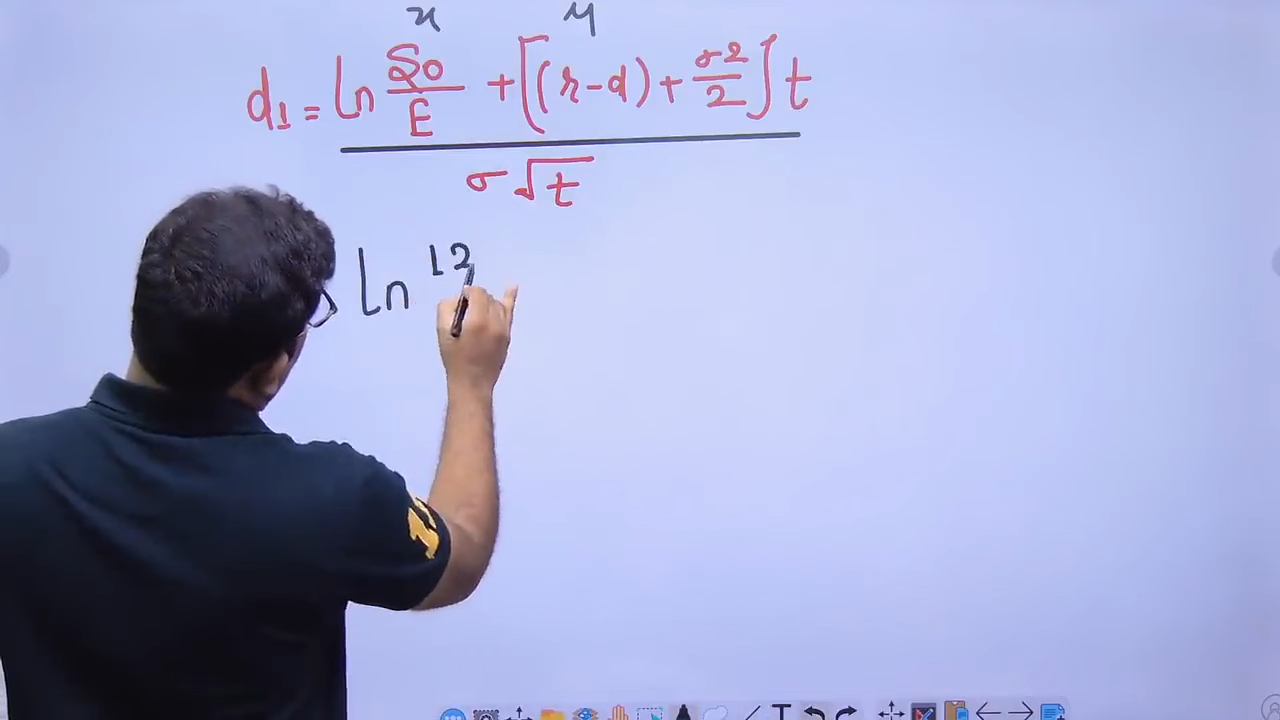 x y
d1 = ln S0/E + [(r-d) + σ2/2] t
σ√t
ln 12